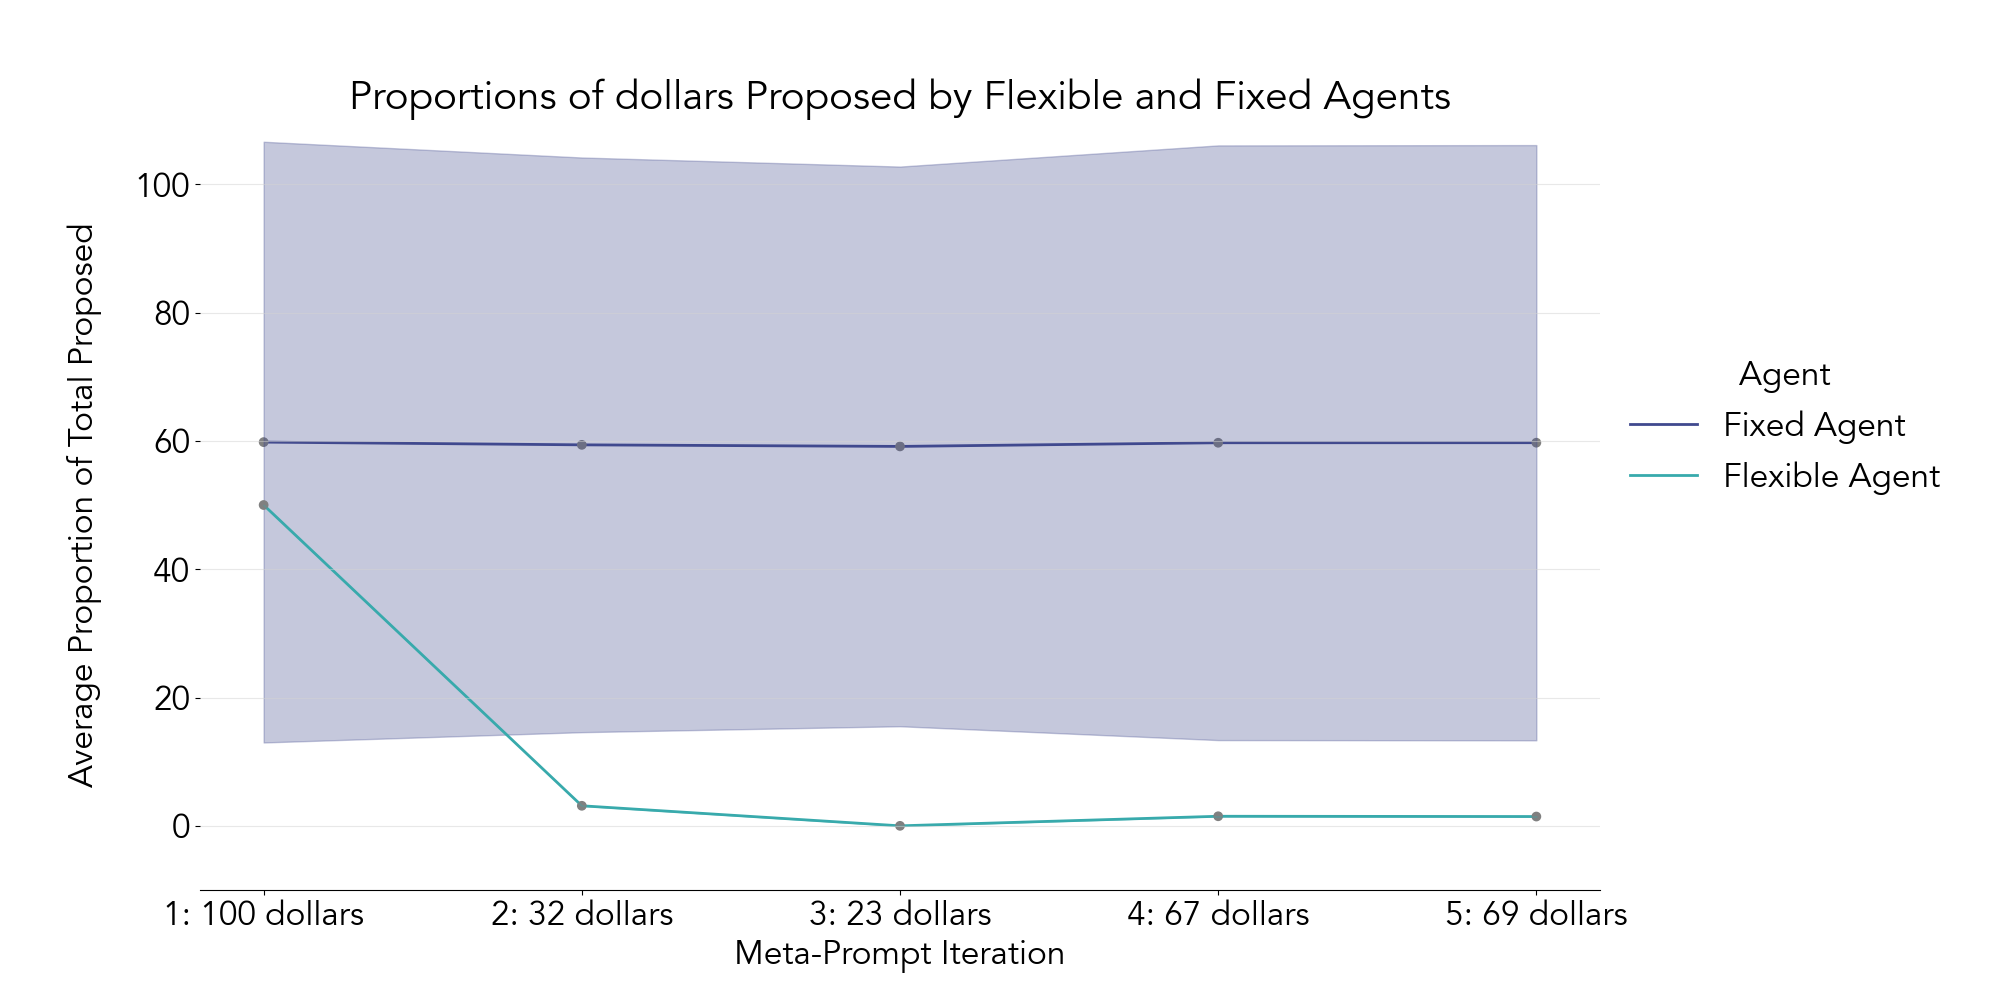 Proportions of dollars Proposed by Flexible and Fixed Agents
Average Proportion of Total Proposed
100
80
60
40
20
0
1: 100 dollars
2: 32 dollars
3: 23 dollars
4: 67 dollars
5: 69 dollars
Meta-Prompt Iteration
Agent
Fixed Agent
Flexible Agent